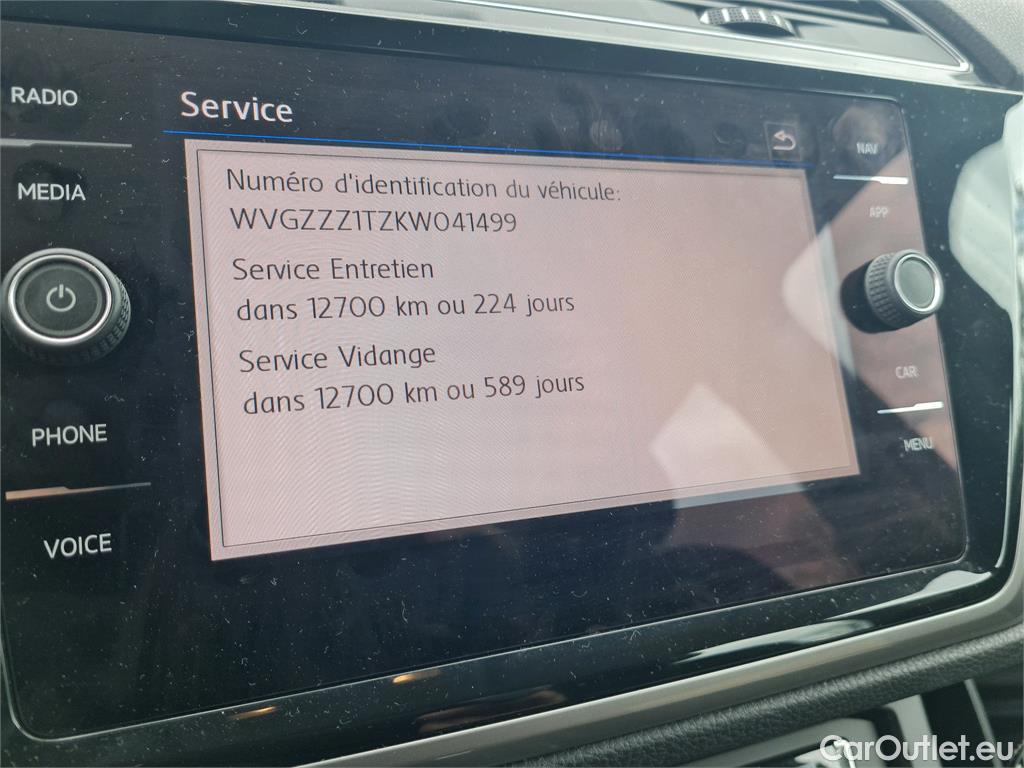 RADIO
MEDIA
PHONE
VOICE
Service
Numéro d'identification du véhicule:
WVGZZZ1TZKW041499
Service Entretien
dans 12700 km ou 224 jours
Service Vidange
dans 12700 km ou 589 jours
NAV
APP
CAR
MENU
CarOutlet.eu